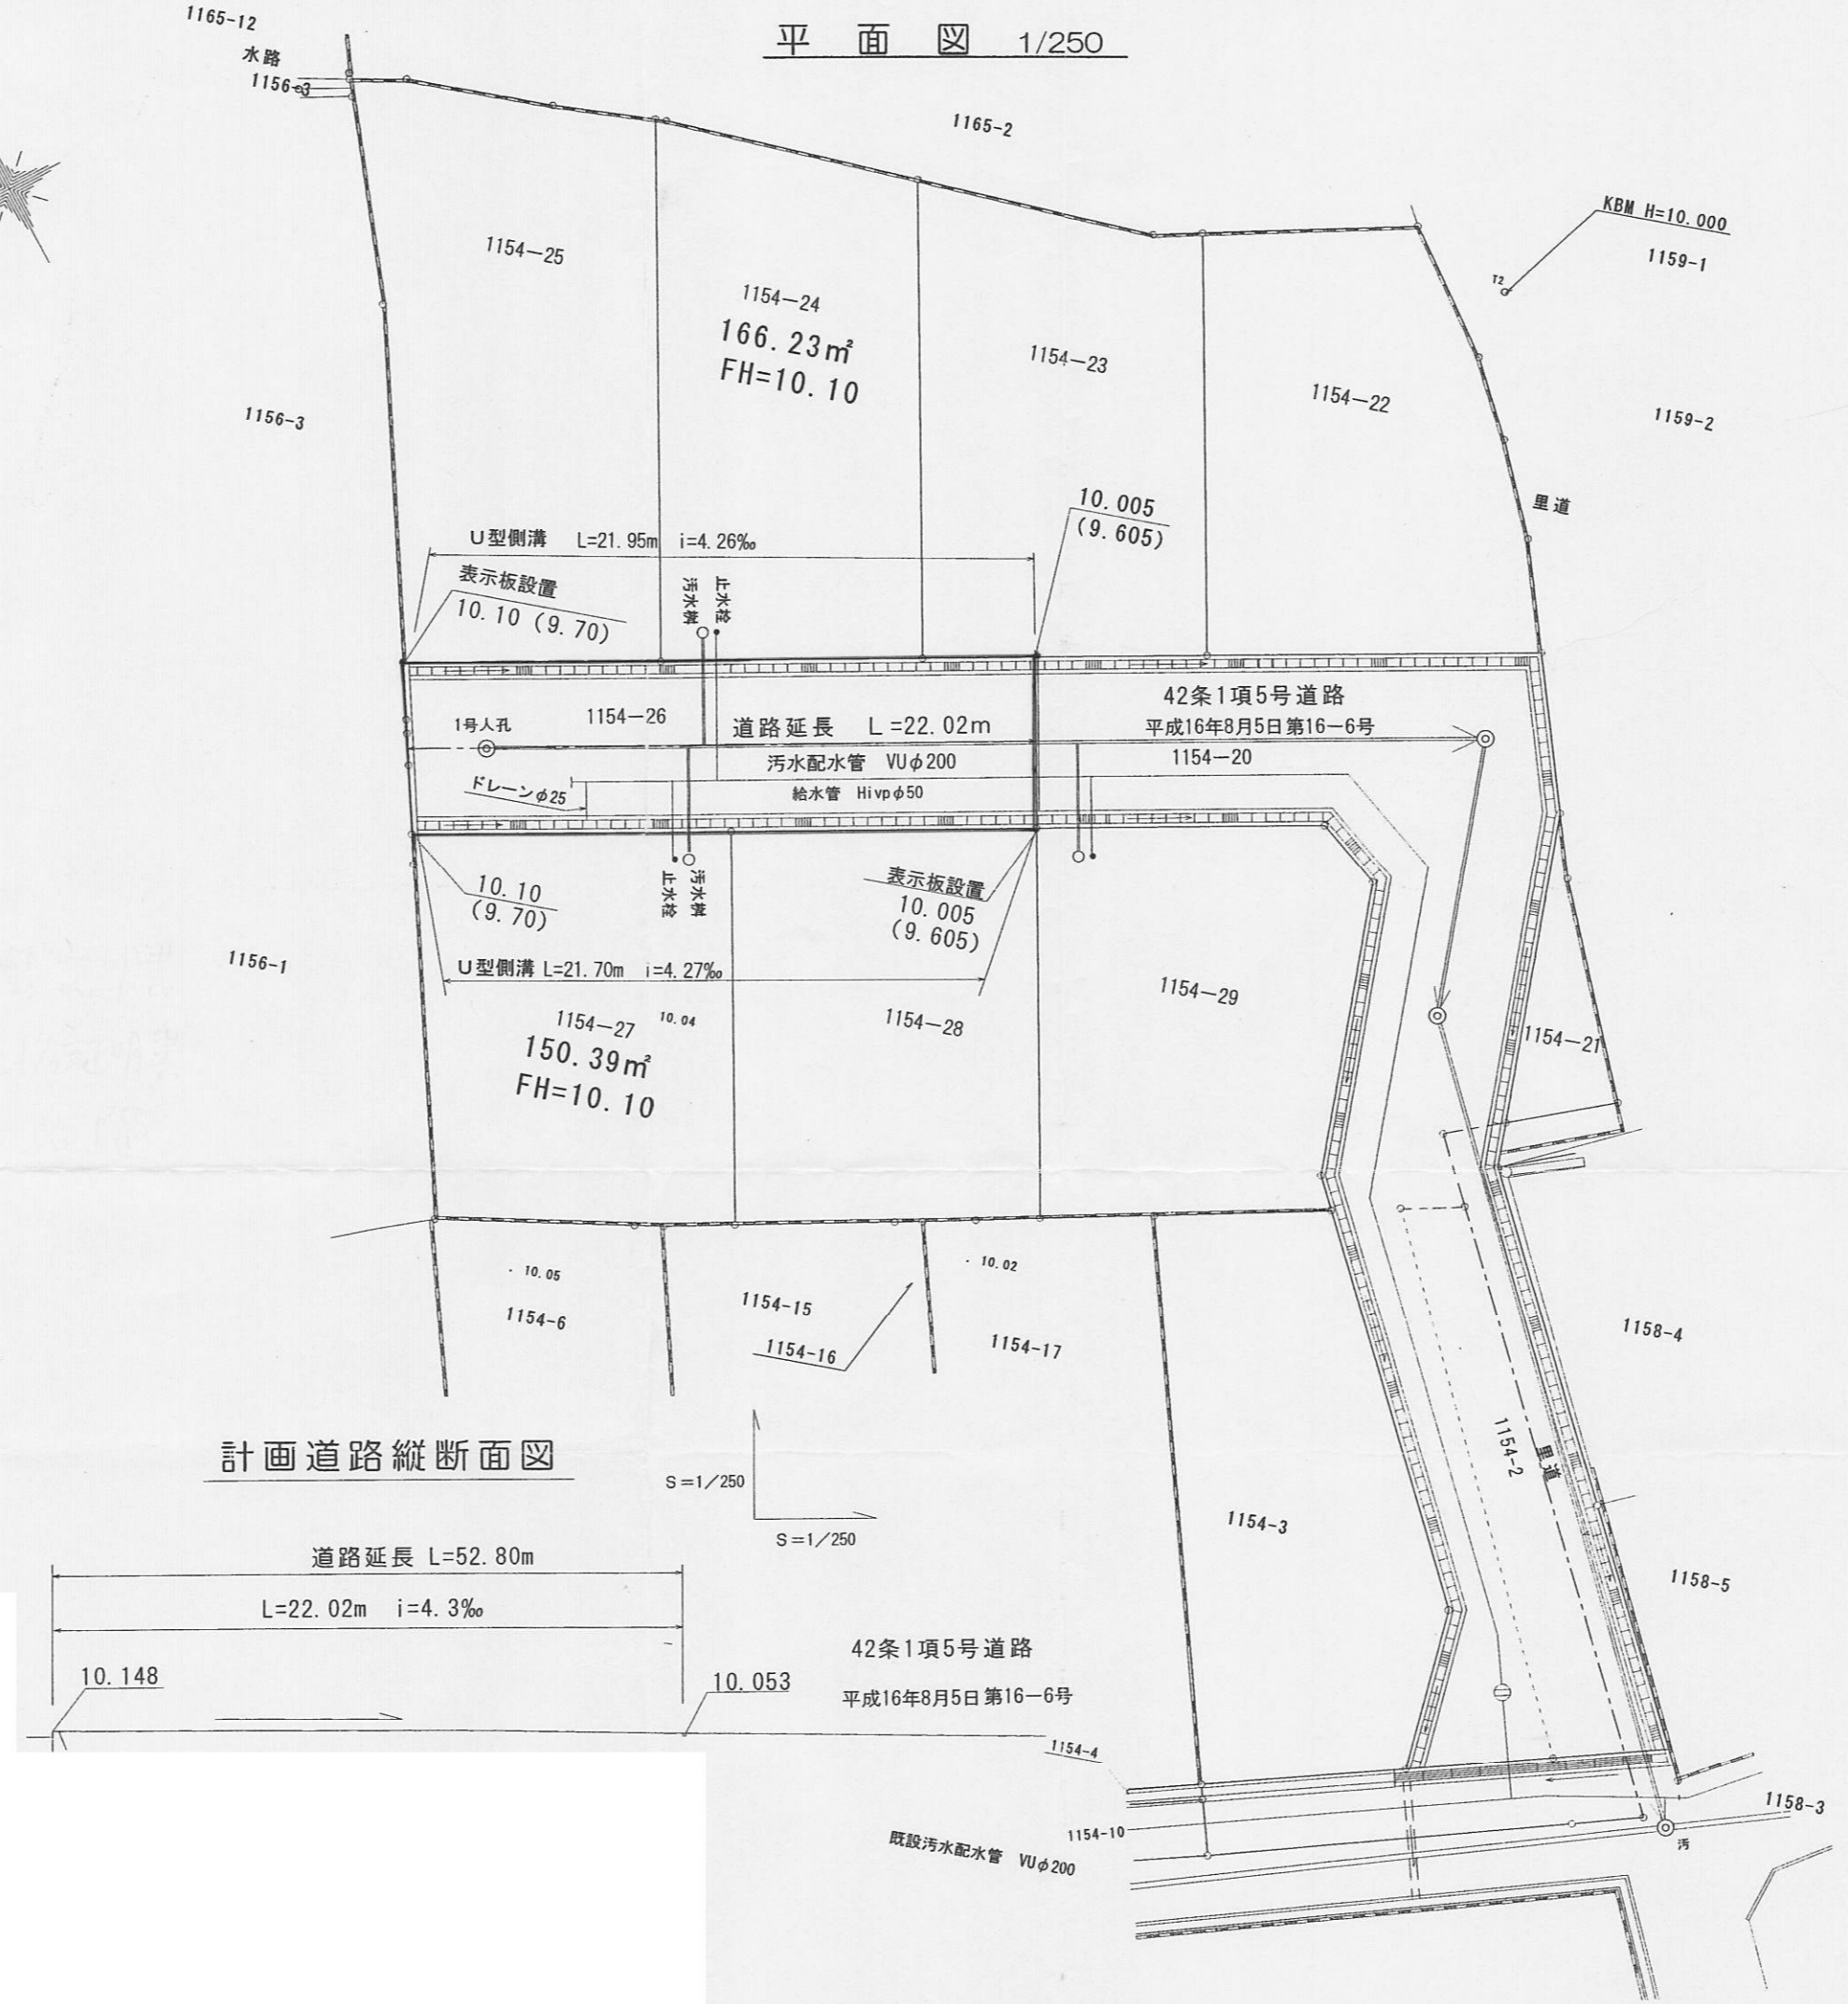 平 面 図 1/250
1165-12
水路
1156-3
1165-2
KBM H=10.000
T2
1159-1
1154-25
1154-24
166.23㎡
FH=10.10
1154-23
1154-22
1156-3
1159-2
里道
10.005
(9.605)
U型側溝 L=21.95m i=4.26‰
表示板設置
10.10 (9.70)
汚水桝
止水栓
1号人孔
1154-26
道路延長 L=22.02m
42条1項5号道路
平成16年8月5日第16-6号
汚水配水管 VUφ200
1154-20
ドレーンφ25
給水管 Hivpφ50
10.10
(9.70)
止水栓
汚水桝
表示板設置
10.005
(9.605)
1156-1
U型側溝 L=21.70m i=4.27‰
1154-29
1154-27
10.04
150.39㎡
FH=10.10
1154-28
1154-21
10.05
1154-6
1154-15
1154-16
10.02
1154-17
1158-4
計画道路縦断面図
S=1/250
S=1/250
1154-2
里道
1154-3
道路延長 L=52.80m
L=22.02m i=4.3‰
1158-5
42条1項5号道路
平成16年8月5日第16-6号
10.148
10.053
1154-4
1158-3
1154-10
既設汚水配水管 VUφ200
汚